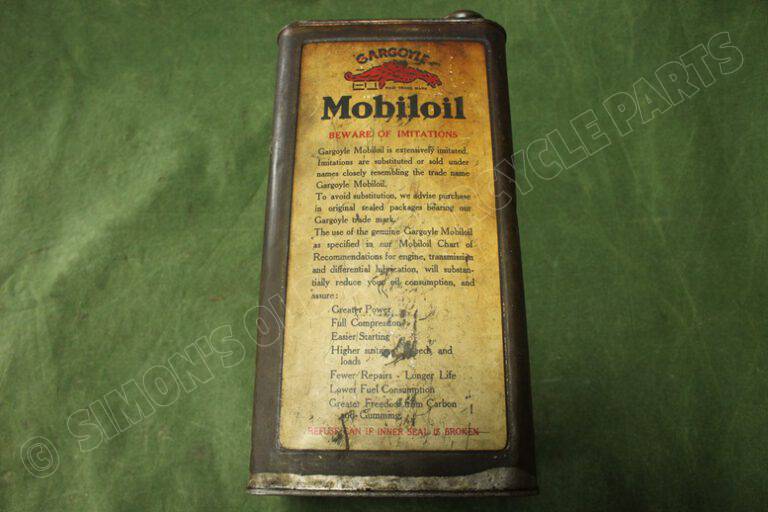 GARGOYLE
Mobiloil
BEWARE OF IMITATIONS
Gargoyle Mobiloil is extensively imitated.
Imitations are substituted or sold under
names closely resembling the trade name
Gargoyle Mobiloil.
To avoid substitution, we advise purchase
in original sealed packages bearing our
Gargoyle trade mark.
The use of the genuine Gargoyle Mobiloil
as specified in our Mobiloil Chart of
Recommendations for engine, transmission
and differential lubrication, will substan-
tially reduce your oil consumption, and
assure:
Greater Power
Full Compression
Easier Starting
Higher and
loads
Fewer Repairs - Longer Life
Lower Fuel Consumption
Greater Freedom from Carbon
and Gumming
REFUSE CAN IF INNER SEAL IS BROKEN
© SIMON'S CYCLE PARTS